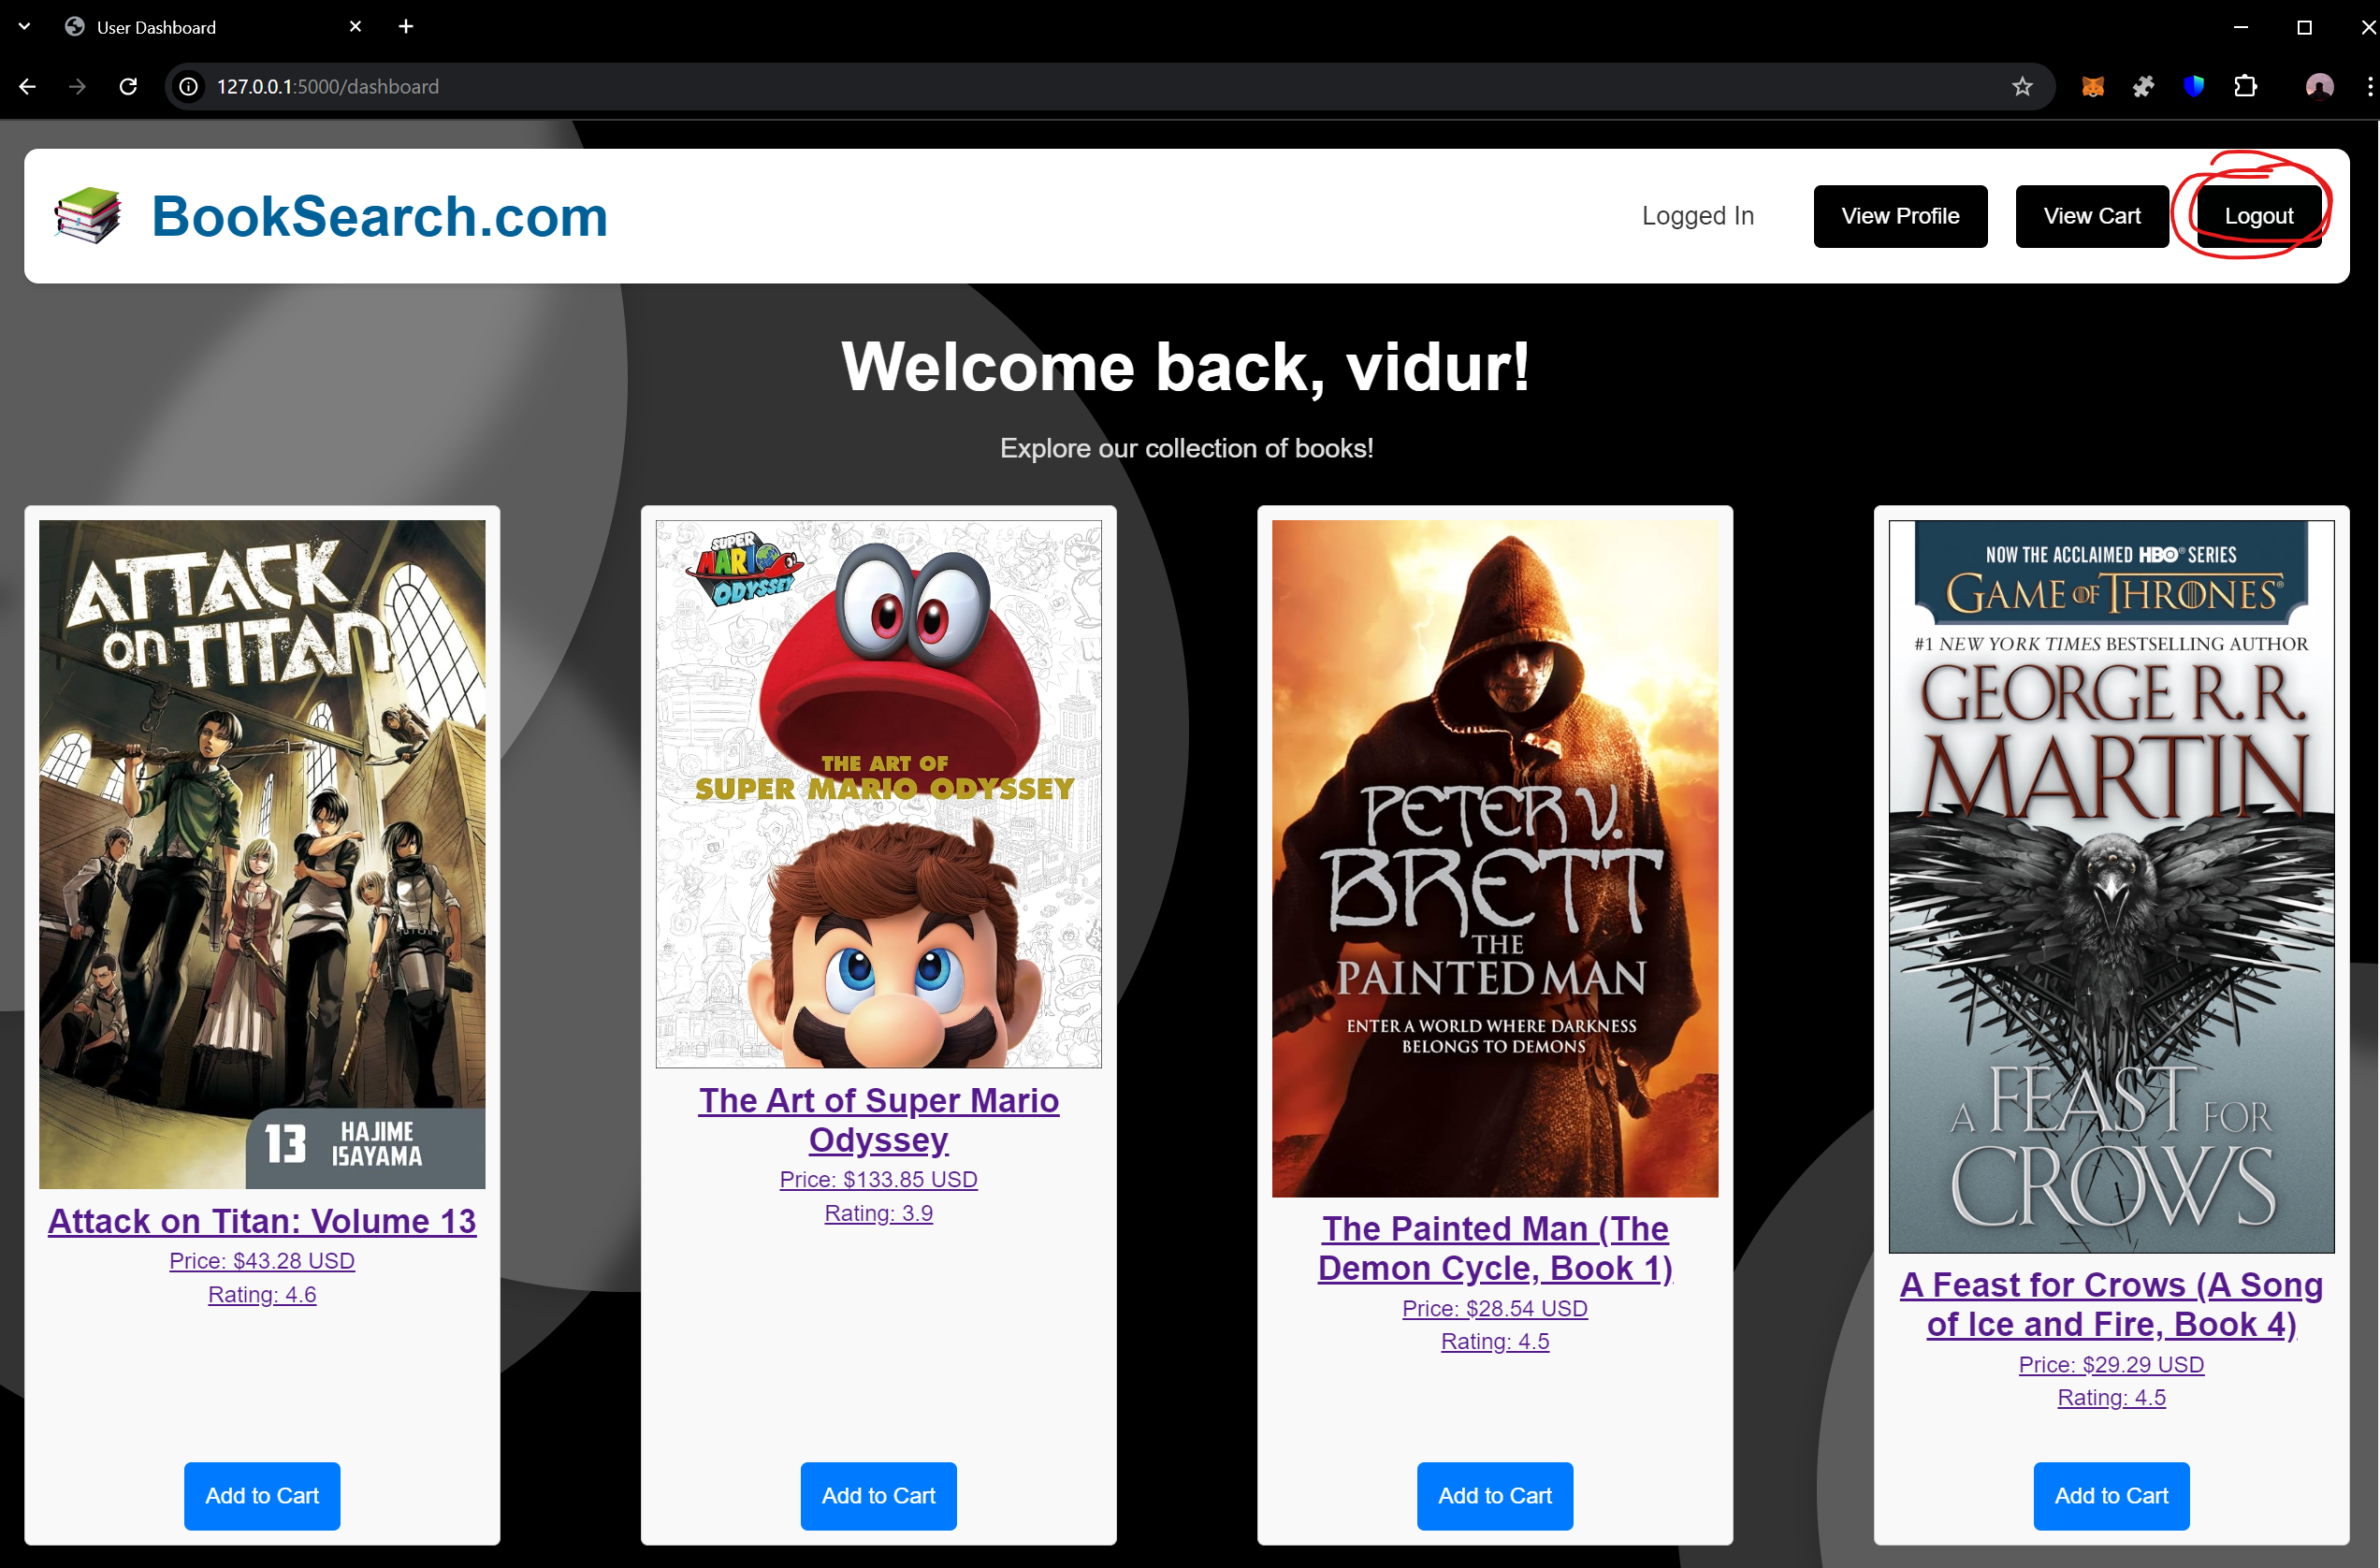 User Dashboard
127.0.0.1:5000/dashboard
BookSearch.com
Logged In
View Profile
View Cart
Logout
Welcome back, vidur!
Explore our collection of books!
ATTACK
on TITAN
13
HAJIME
ISAYAMA
Attack on Titan: Volume 13
Price: $43.28 USD
Rating: 4.6
Add to Cart
SUPER
MARIO
ODYSSEY
THE ART OF
SUPER MARIO ODYSSEY
The Art of Super Mario
Odyssey
Price: $133.85 USD
Rating: 3.9
Add to Cart
PETER V.
BRETT
THE
PAINTED MAN
ENTER A WORLD WHERE DARKNESS
BELONGS TO DEMONS
The Painted Man (The
Demon Cycle, Book 1)
Price: $28.54 USD
Rating: 4.5
Add to Cart
NOW THE ACCLAIMED HBO® SERIES
GAME OF THRONES®
#1 NEW YORK TIMES BESTSELLING AUTHOR
GEORGE R.R.
MARTIN
A FEAST FOR
CROWS
A Feast for Crows (A Song
of Ice and Fire, Book 4)
Price: $29.29 USD
Rating: 4.5
Add to Cart